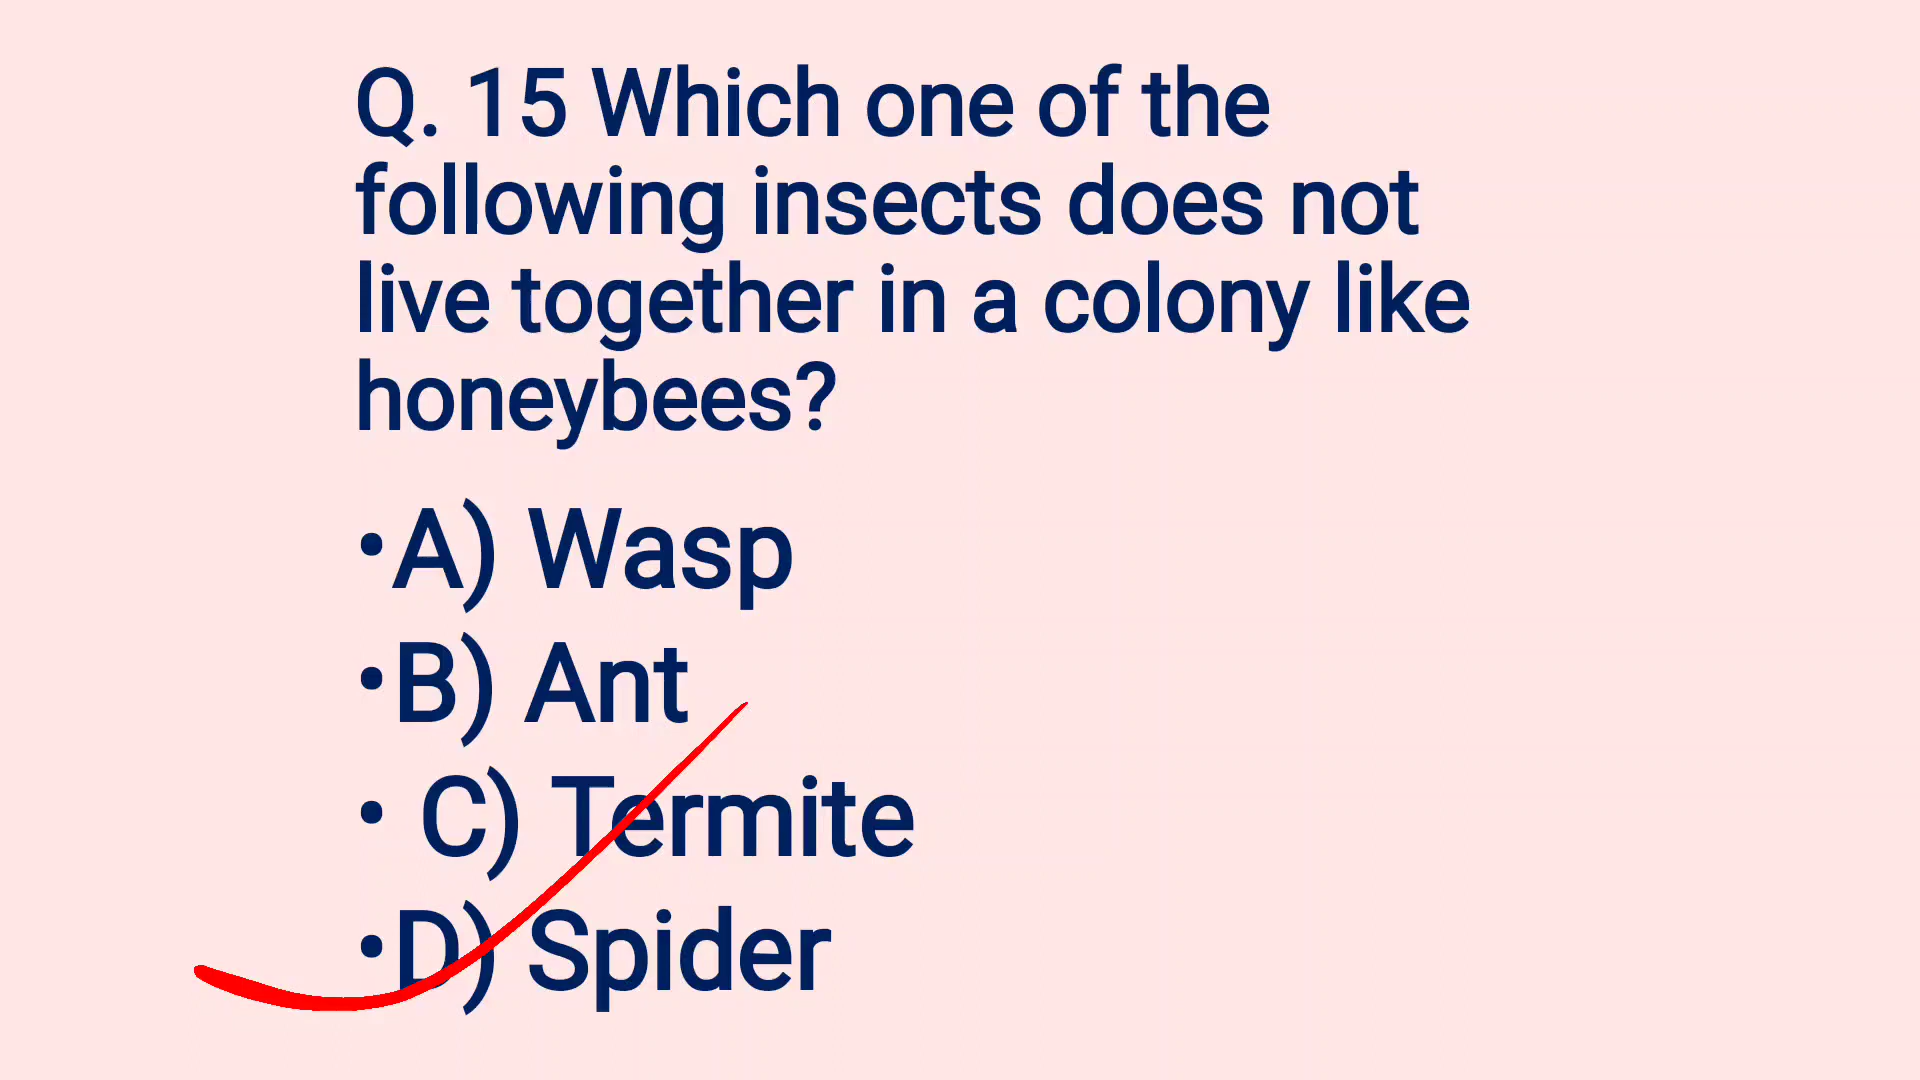 Q. 15 Which one of the
following insects does not
live together in a colony like
honeybees?
•A) Wasp
•B) Ant
• C) Termite
•D) Spider